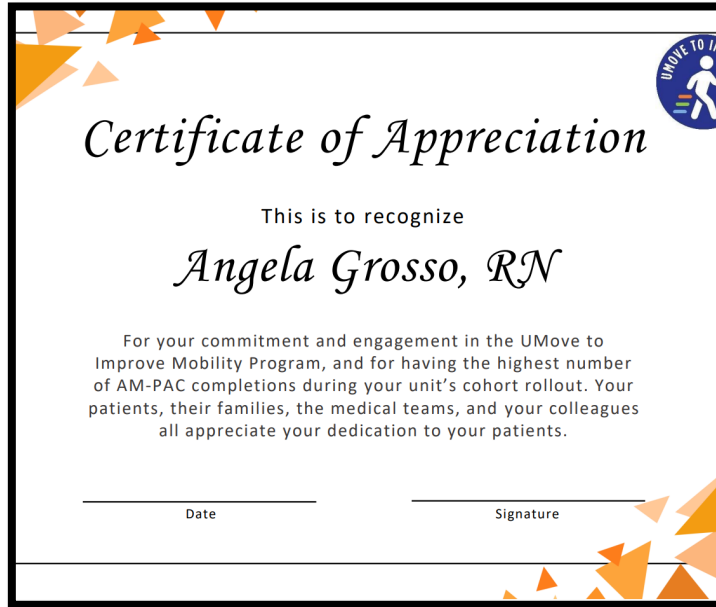 UMOVE TO
Certificate of Appreciation
This is to recognize
Angela Grosso, RN
For your commitment and engagement in the UMove to
Improve Mobility Program, and for having the highest number
of AM-PAC completions during your unit’s cohort rollout. Your
patients, their families, the medical teams, and your colleagues
all appreciate your dedication to your patients.
Date
Signature